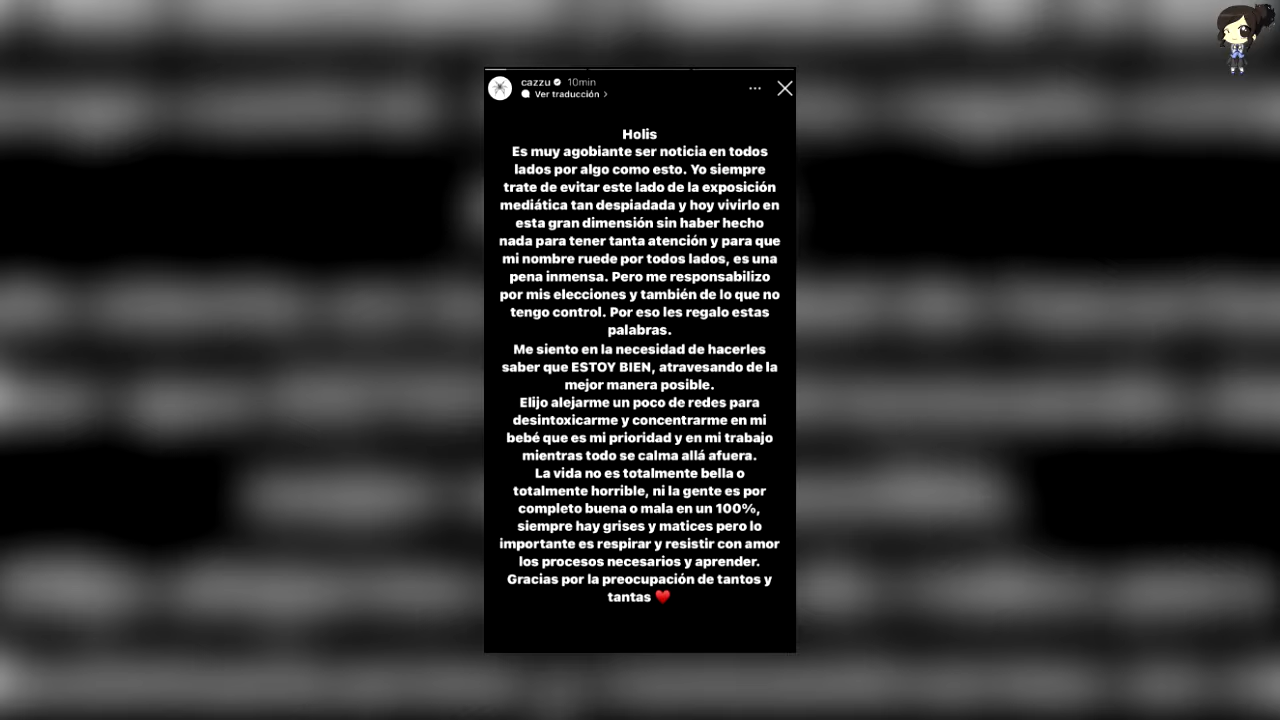 cazzu 10min
Ver traducción >
Holis
Es muy agobiante ser noticia en todos
lados por algo como esto. Yo siempre
trate de evitar este lado de la exposición
mediática tan despiadada y hoy vivirlo en
esta gran dimensión sin haber hecho
nada para tener tanta atención y para que
mi nombre ruede por todos lados, es una
pena inmensa. Pero me responsabilizo
por mis elecciones y también de lo que no
tengo control. Por eso les regalo estas
palabras.
Me siento en la necesidad de hacerles
saber que ESTOY BIEN, atravesando de la
mejor manera posible.
Elijo alejarme un poco de redes para
desintoxicarme y concentrarme en mi
bebé que es mi prioridad y en mi trabajo
mientras todo se calma allá afuera.
La vida no es totalmente bella o
totalmente horrible, ni la gente es por
completo buena o mala en un 100%,
siempre hay grises y matices pero lo
importante es respirar y resistir con amor
los procesos necesarios y aprender.
Gracias por la preocupación de tantos y
tantas ❤️